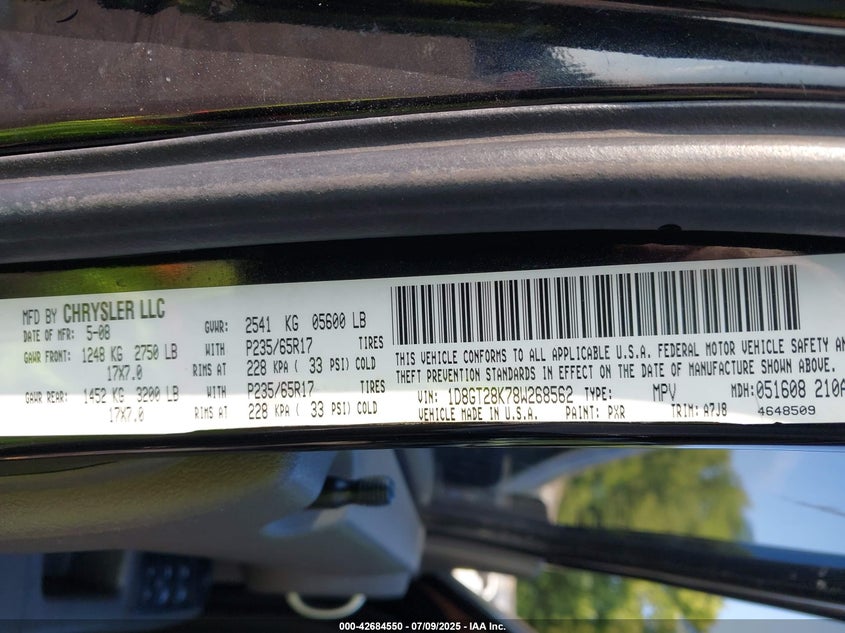 MFD BY CHRYSLER LLC
DATE OF MFR: 5-08
GVWR: 2541 KG 05600 LB
GAWR FRONT: 1248 KG 2750 LB WITH P235/65R17 TIRES
17X7.0 RIMS AT 228 KPA ( 33 PSI) COLD
GAWR REAR: 1452 KG 3200 LB WITH P235/65R17 TIRES
17X7.0 RIMS AT 228 KPA ( 33 PSI) COLD
THIS VEHICLE CONFORMS TO ALL APPLICABLE U.S.A. FEDERAL MOTOR VEHICLE SAFETY AN
THEFT PREVENTION STANDARDS IN EFFECT ON THE DATE OF MANUFACTURE SHOWN ABOVE.
VIN: 1D8GT28K78W268562 TYPE: MPV MDH: 051608 210A
VEHICLE MADE IN U.S.A. PAINT: PXR TRIM: A7J8 4648509
000-42684550 / 07/09/2025 - IAA Inc.